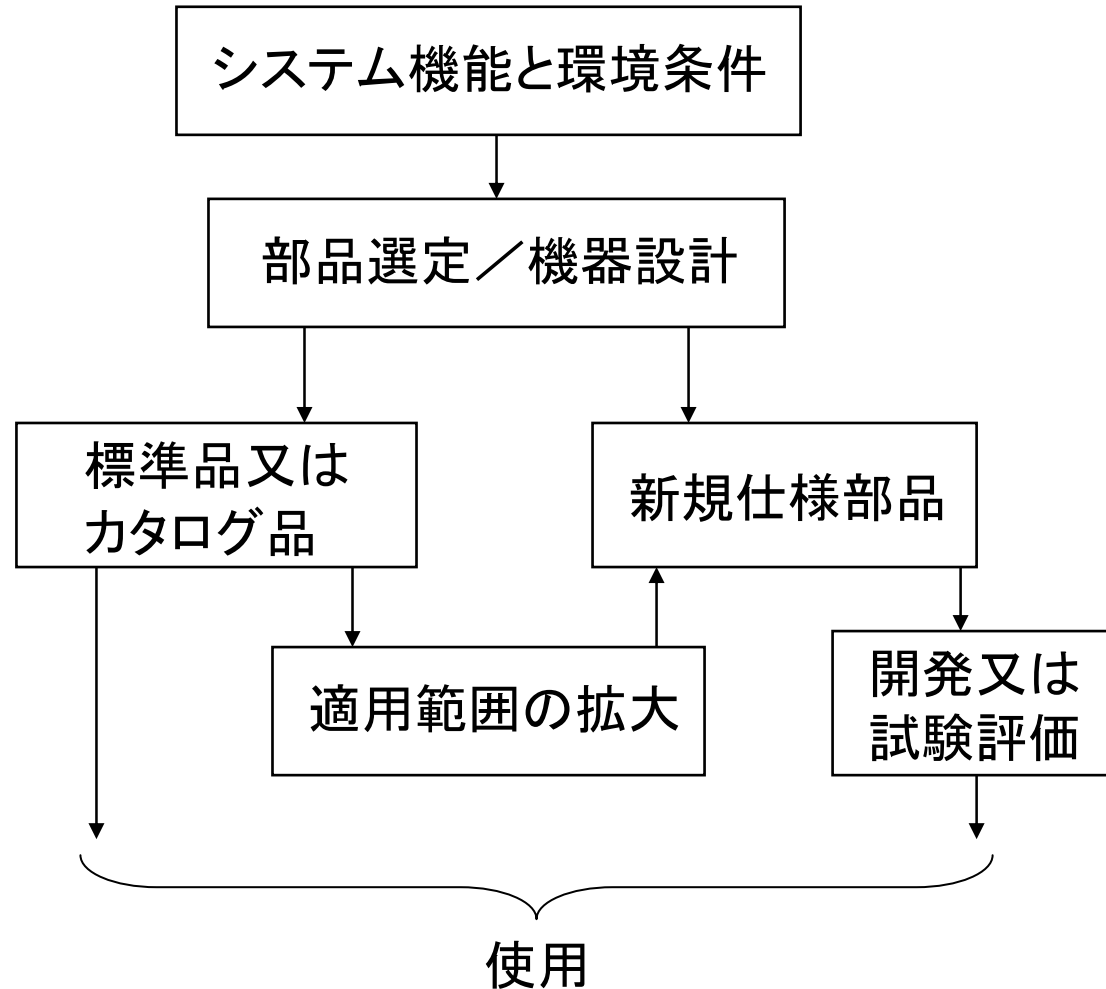 システム機能と環境条件
部品選定／機器設計
標準品又は
カタログ品
新規仕様部品
適用範囲の拡大
開発又は
試験評価
使用